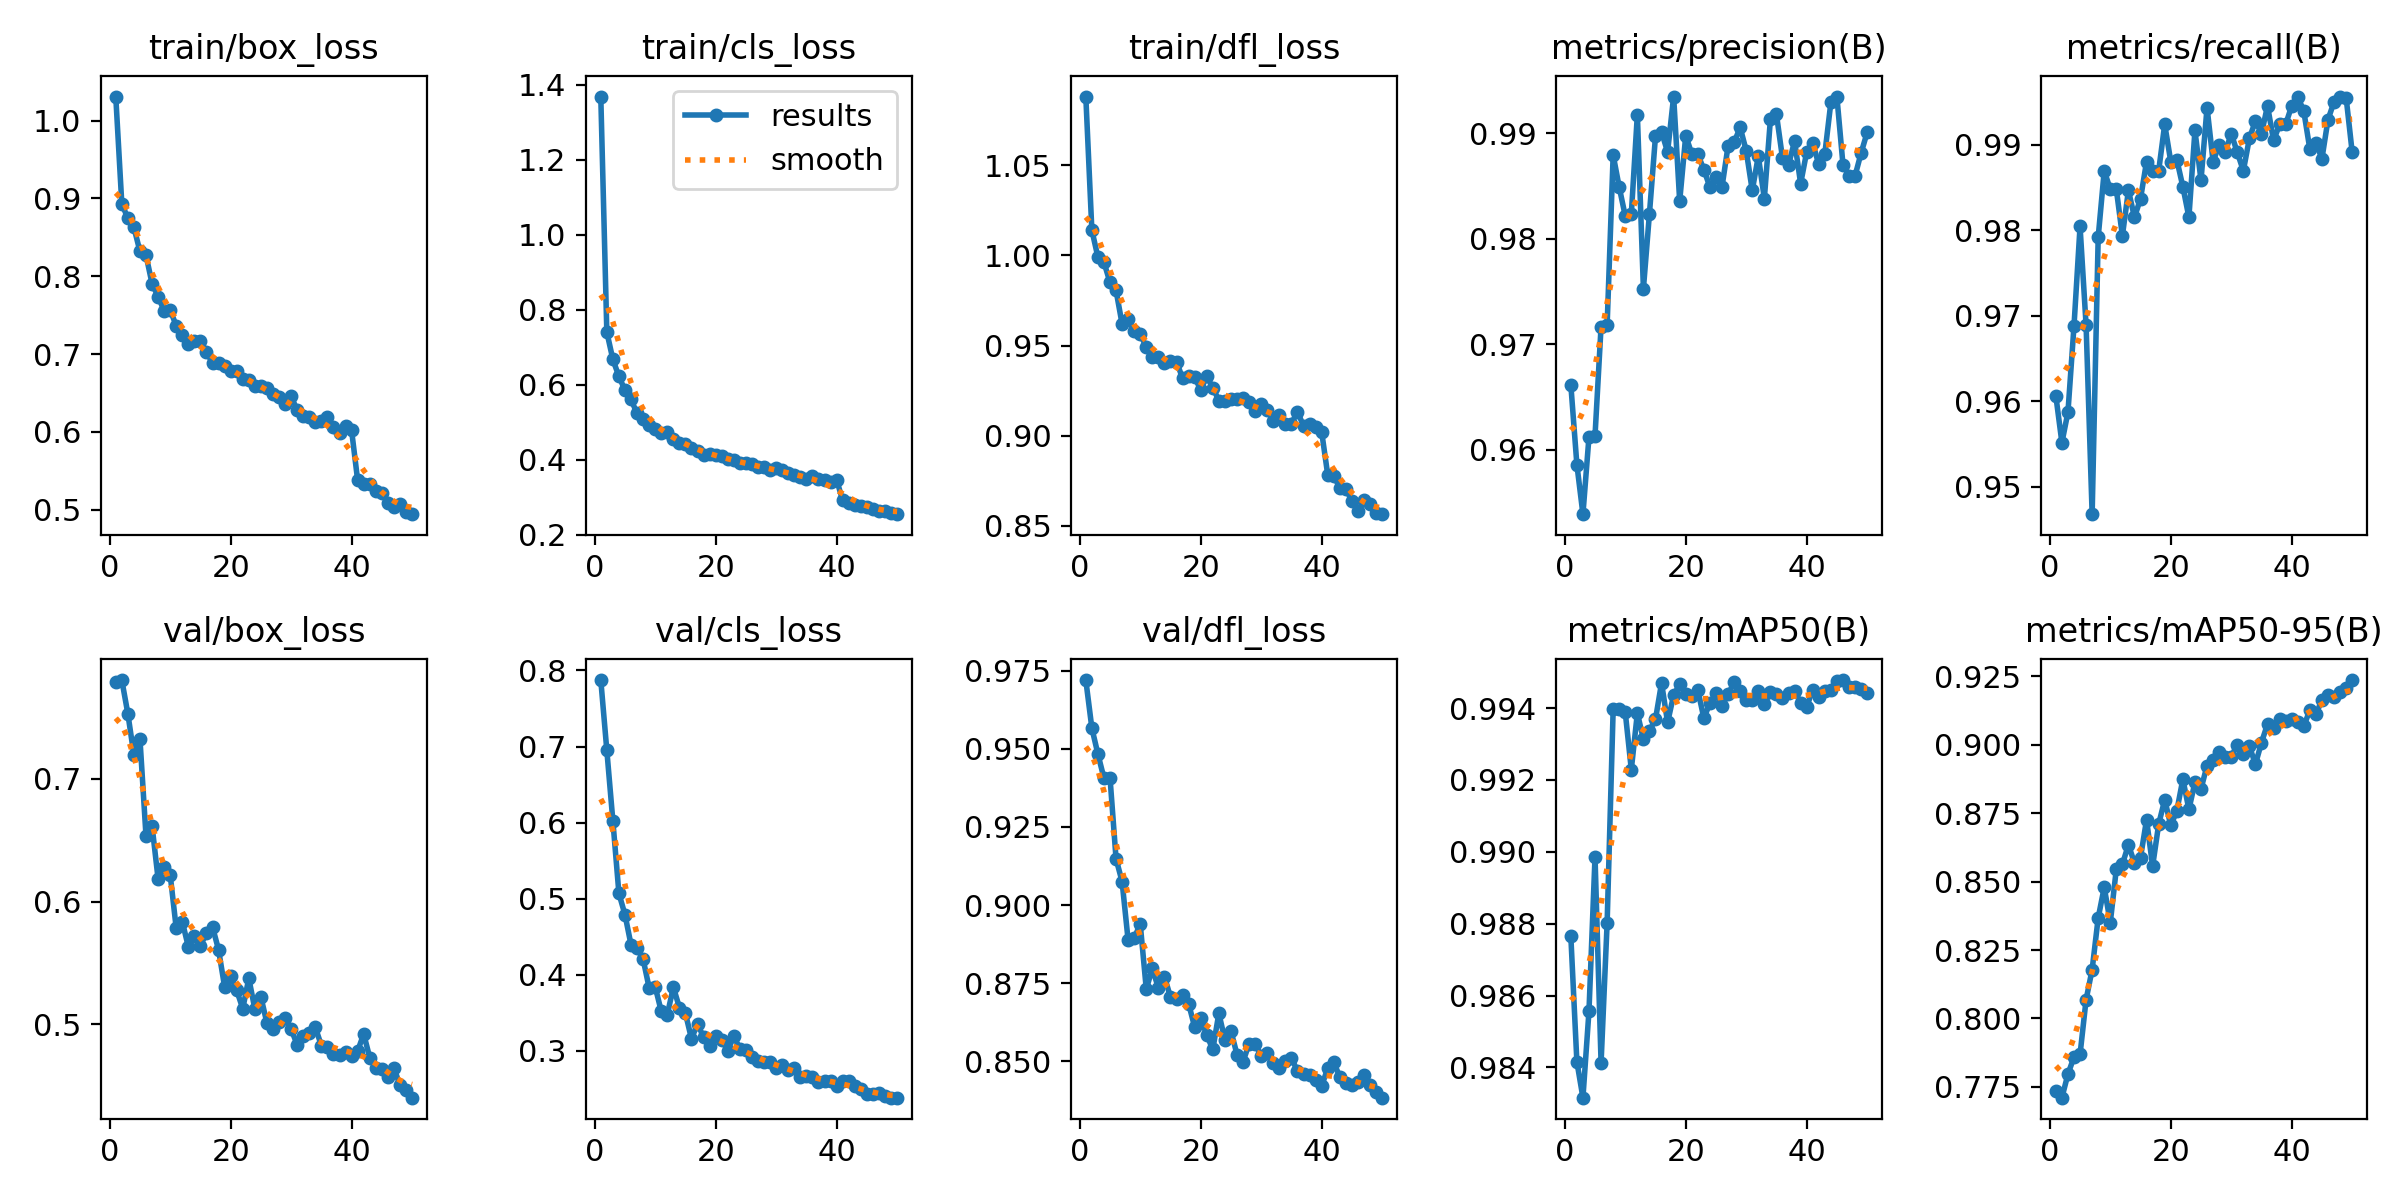 train/box_loss
1.0
0.9
0.8
0.7
0.6
0.5
0 20 40
train/cls_loss
results
smooth
1.4
1.2
1.0
0.8
0.6
0.4
0.2
0 20 40
train/dfl_loss
1.05
1.00
0.95
0.90
0.85
0 20 40
metrics/precision(B)
0.99
0.98
0.97
0.96
0 20 40
metrics/recall(B)
0.99
0.98
0.97
0.96
0.95
0 20 40
val/box_loss
0.7
0.6
0.5
0 20 40
val/cls_loss
0.8
0.7
0.6
0.5
0.4
0.3
0 20 40
val/dfl_loss
0.975
0.950
0.925
0.900
0.875
0.850
0 20 40
metrics/mAP50(B)
0.994
0.992
0.990
0.988
0.986
0.984
0 20 40
metrics/mAP50-95(B)
0.925
0.900
0.875
0.850
0.825
0.800
0.775
0 20 40